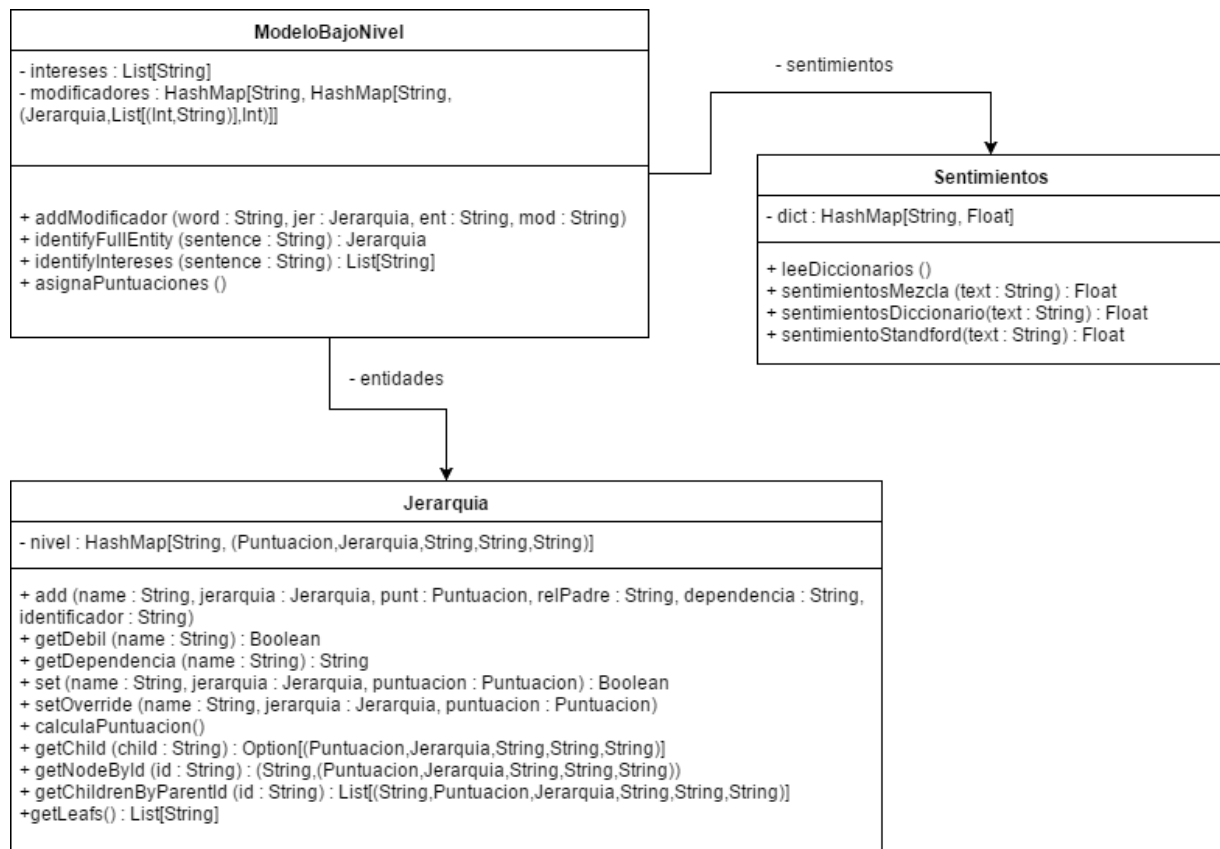 ModeloBajoNivel
- intereses : List[String]
- modificadores : HashMap[String, HashMap[String,
(Jerarquia,List[(Int,String)],Int)]]
+ addModificador (word : String, jer : Jerarquia, ent : String, mod : String)
+ identifyFullEntity (sentence : String) : Jerarquia
+ identifyIntereses (sentence : String) : List[String]
+ asignaPuntuaciones ()
- sentimientos
Sentimientos
- dict : HashMap[String, Float]
+ leeDiccionarios ()
+ sentimientosMezcla (text : String) : Float
+ sentimientosDiccionario(text : String) : Float
+ sentimientoStandford(text : String) : Float
- entidades
Jerarquia
- nivel : HashMap[String, (Puntuacion,Jerarquia,String,String,String)]
+ add (name : String, jerarquia : Jerarquia, punt : Puntuacion, relPadre : String, dependencia : String,
identificador : String)
+ getDebil (name : String) : Boolean
+ getDependencia (name : String) : String
+ set (name : String, jerarquia : Jerarquia, puntuacion : Puntuacion) : Boolean
+ setOverride (name : String, jerarquia : Jerarquia, puntuacion : Puntuacion)
+ calculaPuntuacion()
+ getChild (child : String) : Option[(Puntuacion,Jerarquia,String,String,String)]
+ getNodeById (id : String) : (String,(Puntuacion,Jerarquia,String,String,String))
+ getChildrenByParentId (id : String) : List[(String,Puntuacion,Jerarquia,String,String,String)]
+getLeafs() : List[String]